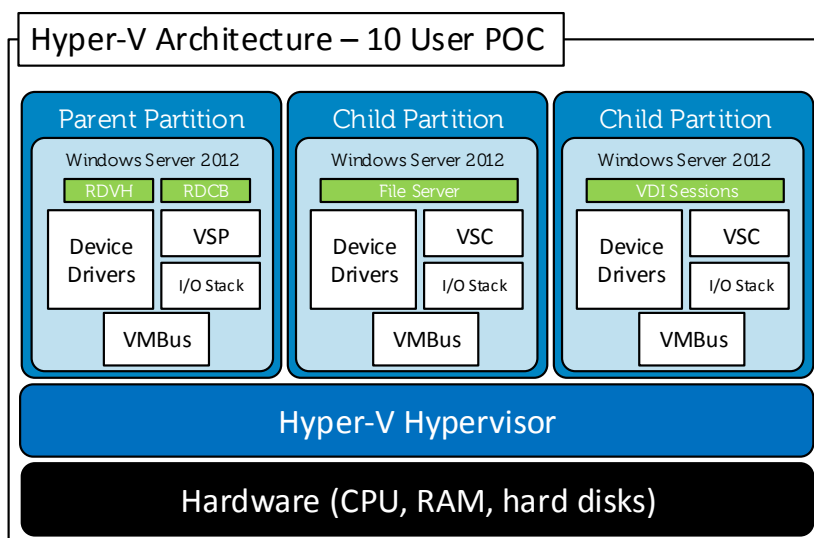 Hyper-V Architecture – 10 User POC
Parent Partition
Windows Server 2012
RDVH
RDCB
Device
Drivers
VSP
I/O Stack
VMBus
Child Partition
Windows Server 2012
File Server
Device
Drivers
VSC
I/O Stack
VMBus
Child Partition
Windows Server 2012
VDI Sessions
Device
Drivers
VSC
I/O Stack
VMBus
Hyper-V Hypervisor
Hardware (CPU, RAM, hard disks)